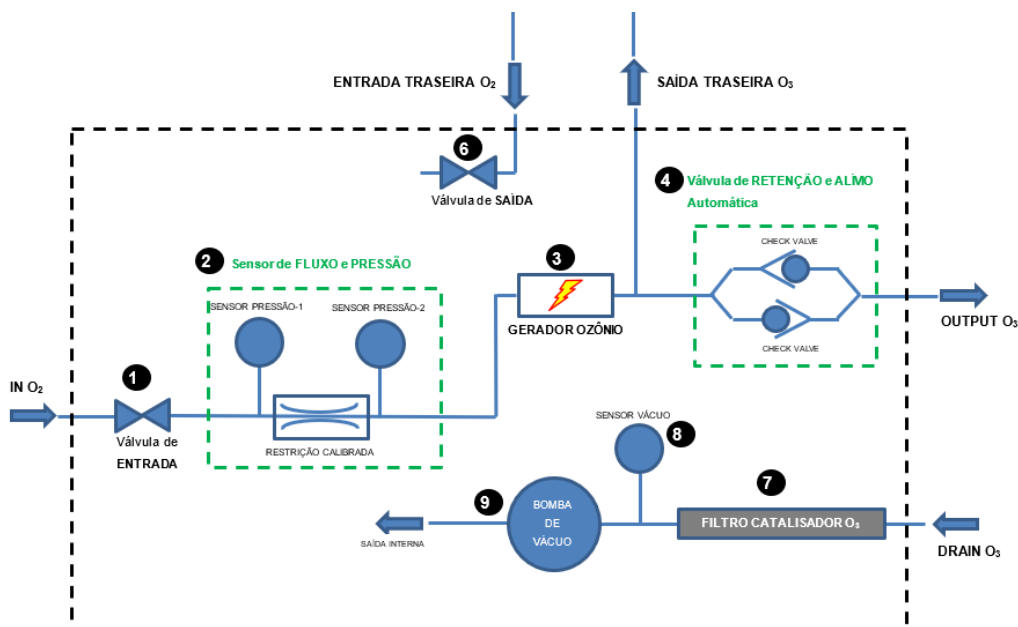 ENTRADA TRASEIRA O₂
SAÍDA TRASEIRA O₃
6
Válvula de SAÍDA
4 Válvula de RETENÇÃO e ALÍMO
Automática
CHECK VALVE
CHECK VALVE
2 Sensor de FLUXO e PRESSÃO
SENSOR PRESSÃO-1
SENSOR PRESSÃO-2
3
GERADOR OZÔNIO
OUTPUT O₃
IN O₂
1
Válvula de
ENTRADA
RESTRIÇÃO CALIBRADA
SENSOR VÁCUO
8
9
BOMBA
DE
VÁCUO
7
FILTRO CATALISADOR O₃
SAÍDA INTERNA
DRAIN O₃